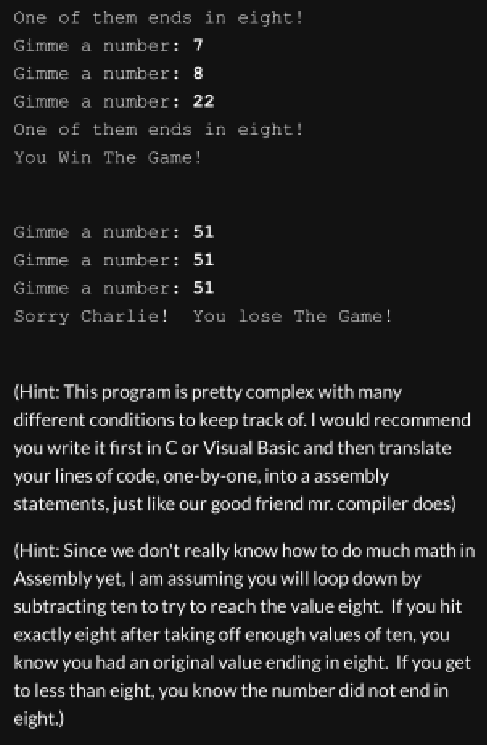 One of them ends in eight!
Gimme a number: 7
Gimme a number: 8
Gimme a number: 22
One of them ends in eight!
You Win The Game!
Gimme a number: 51
Gimme a number: 51
Gimme a number: 51
Sorry Charlie!  You lose The Game!
(Hint: This program is pretty complex with many
different conditions to keep track of. I would recommend
you write it first in C or Visual Basic and then translate
your lines of code, one-by-one, into a assembly
statements, just like our good friend mr. compiler does)
(Hint: Since we don't really know how to do much math in
Assembly yet, I am assuming you will loop down by
subtracting ten to try to reach the value eight.  If you hit
exactly eight after taking off enough values of ten, you
know you had an original value ending in eight.  If you get
to less than eight, you know the number did not end in
eight.)